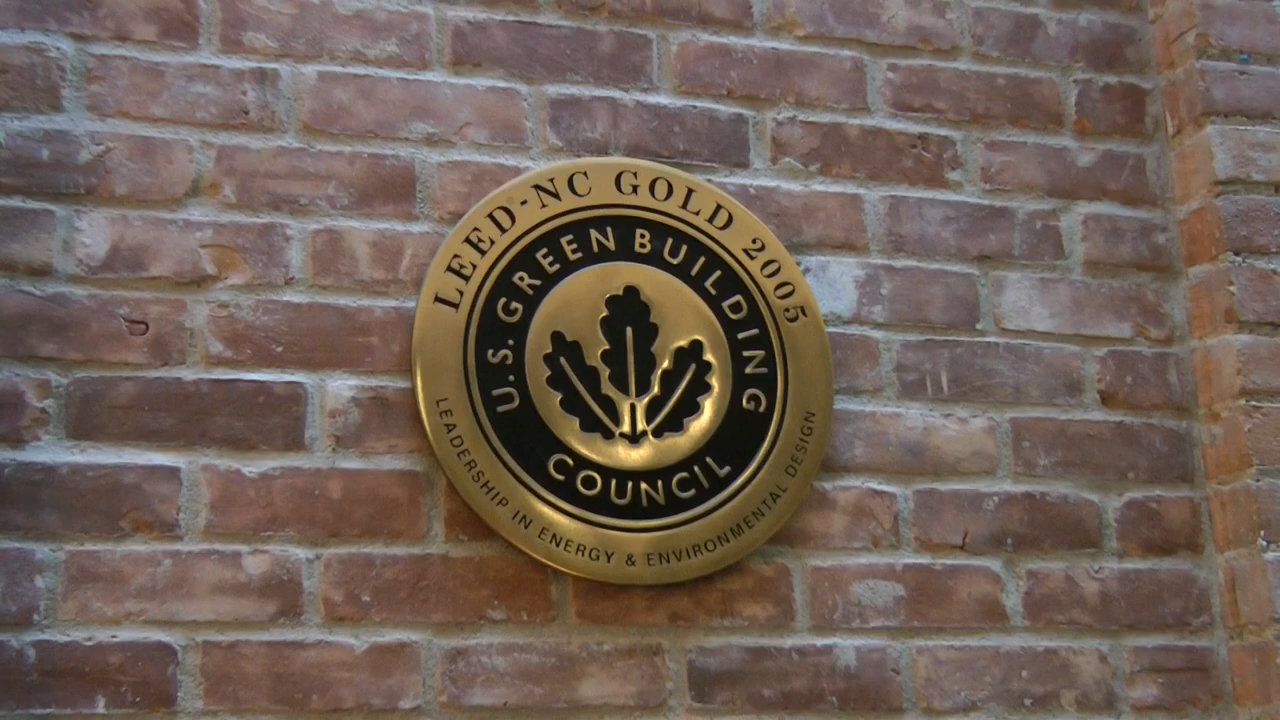 LEED-NC GOLD 2005
U.S. GREEN BUILDING
COUNCIL
LEADERSHIP IN ENERGY & ENVIRONMENTAL DESIGN